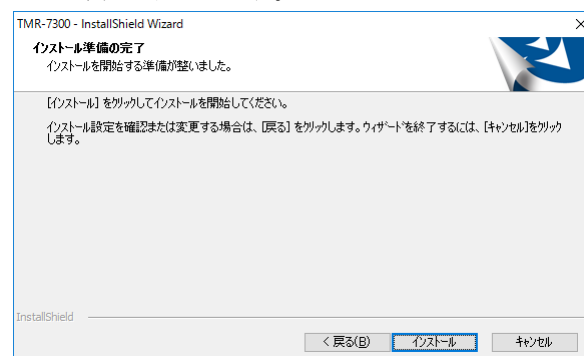 TMR-7300 - InstallShield Wizard
インストール準備の完了
インストールを開始する準備が整いました。
[インストール] をクリックしてインストールを開始してください。
インストール設定を確認または変更する場合は、[戻る] をクリックします。ウィザードを終了するには、[キャンセル]をクリック
します。
InstallShield
< 戻る(B)
インストール
キャンセル